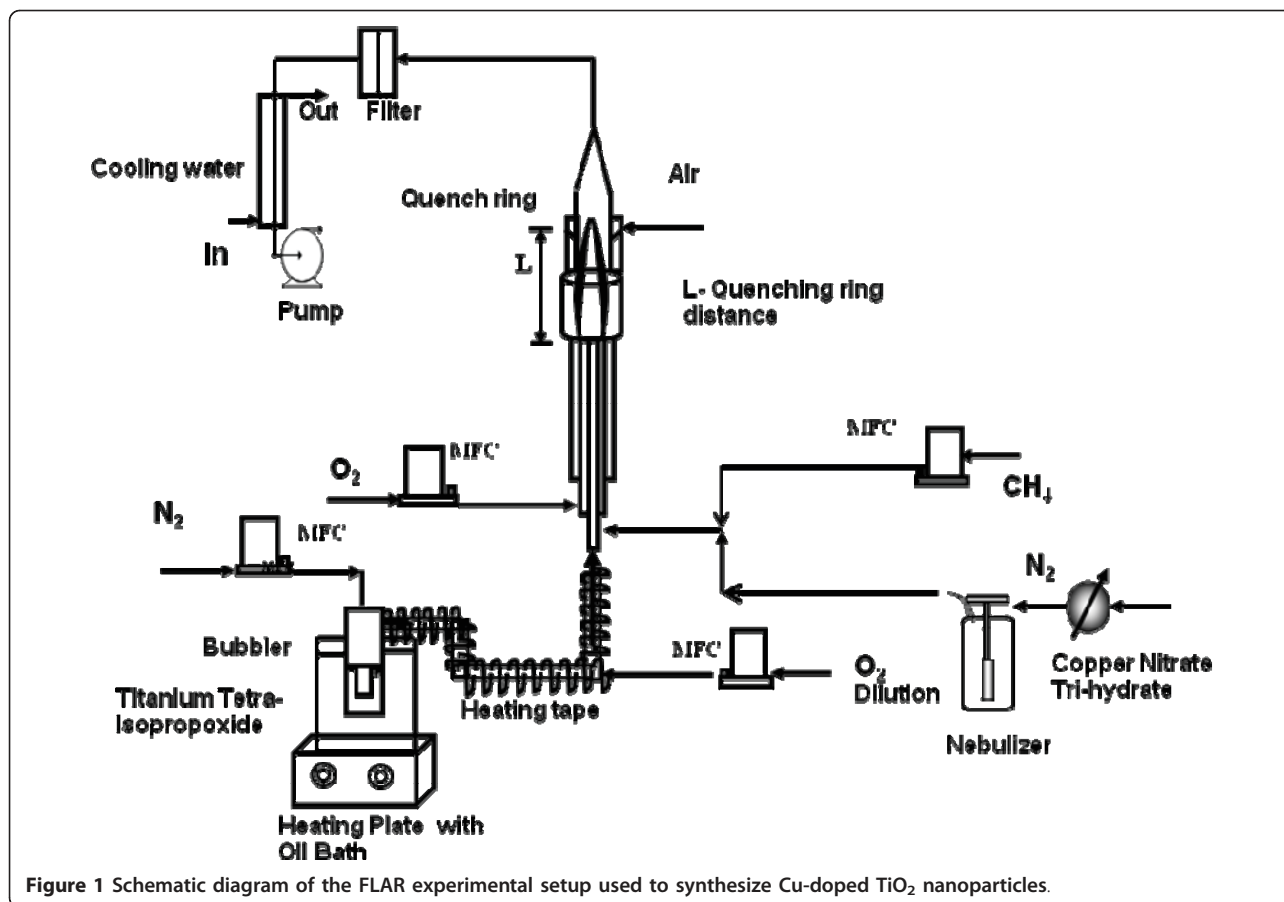 Out
Filter
Cooling water
In
Pump
Quench ring
Air
L
L- Quenching ring
distance
MFC
CH₄
O₂
MFC
N₂
MFC
Bubbler
Titanium Tetra-
Isopropoxide
Heating tape
Heating Plate with
Oil Bath
MFC
O₂
Dilution
N₂
Copper Nitrate
Tri-hydrate
Nebulizer
Figure 1 Schematic diagram of the FLAR experimental setup used to synthesize Cu-doped TiO₂ nanoparticles.